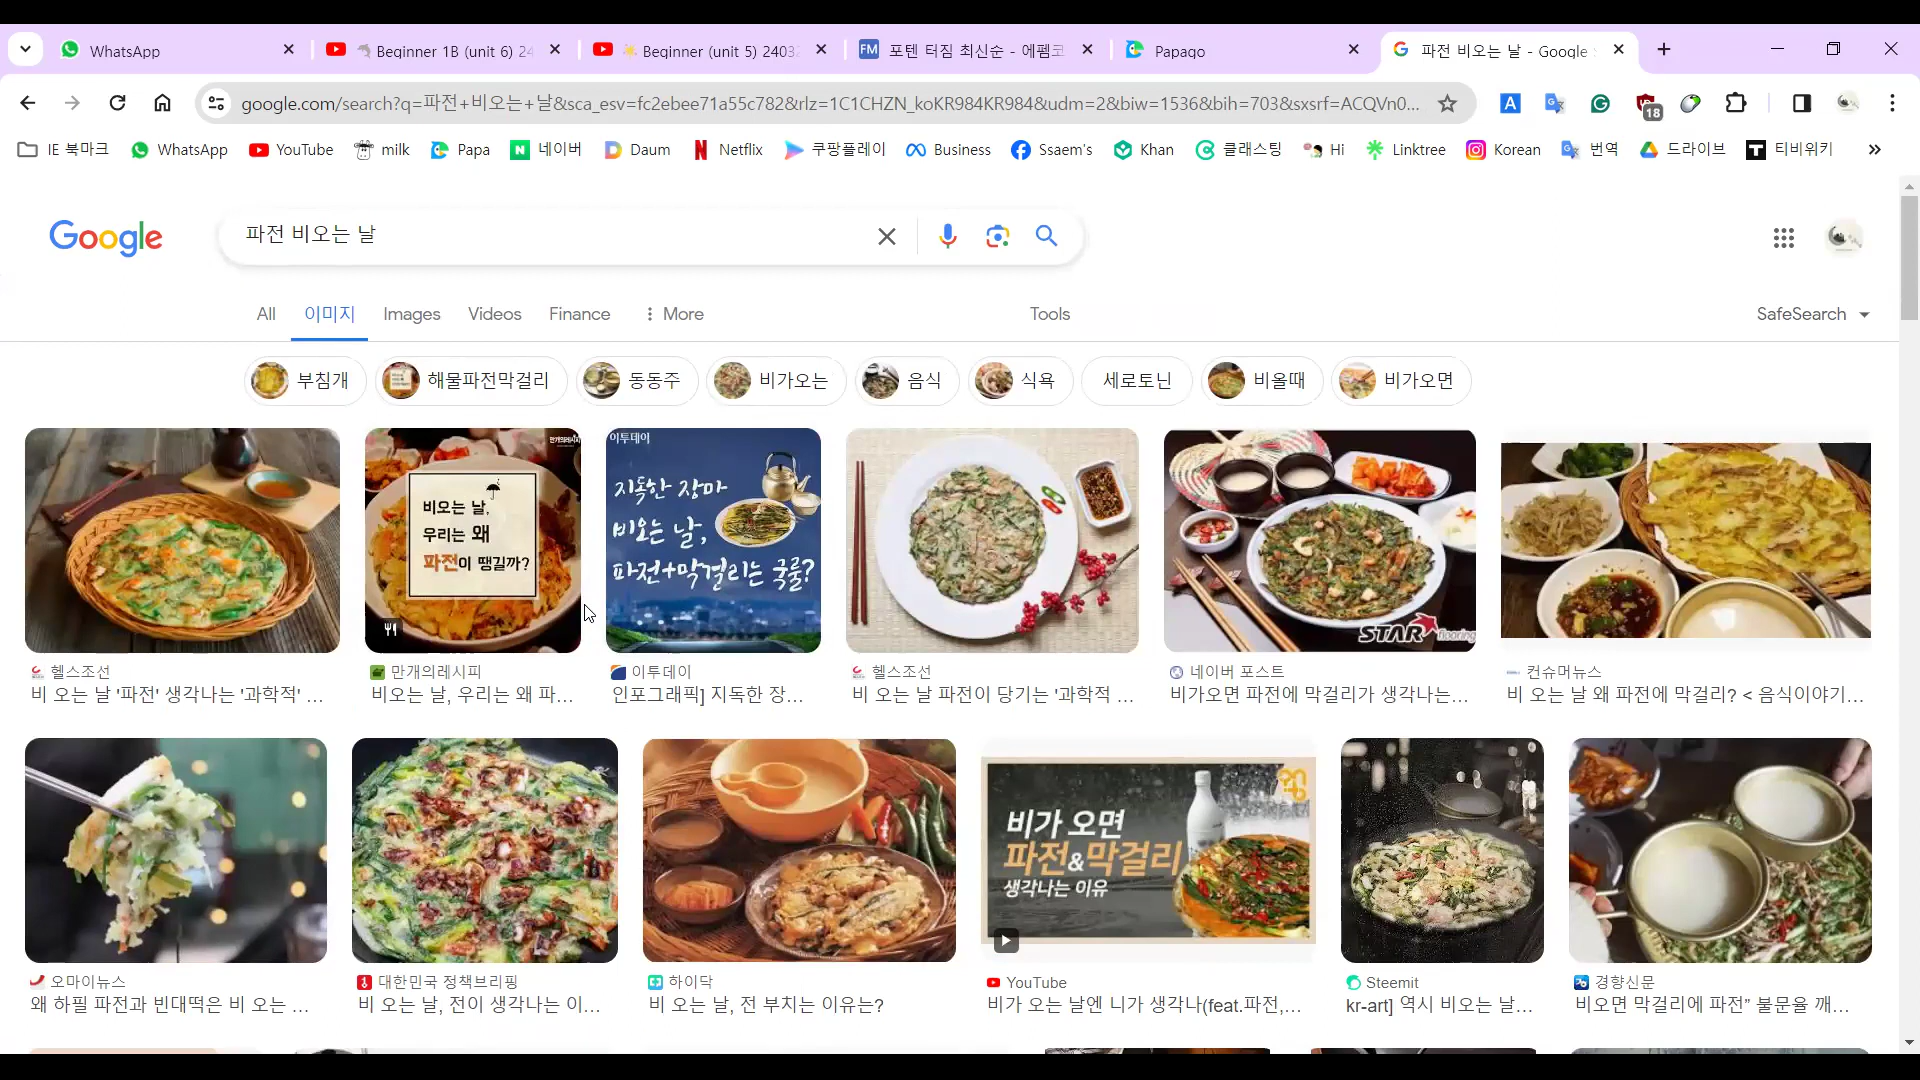 WhatsApp
Beginner 1B (unit 6) 24
Beginner (unit 5) 2403
포텐 터짐 최신순 - 에펨코
Papago
파전 비오는 날 - Google
google.com/search?q=파전+비오는+날&sca_esv=fc2ebee71a55c782&rlz=1C1CHZN_koKR984KR984&udm=2&biw=1536&bih=703&sxsrf=ACQVn0...
18
IE 북마크
WhatsApp
YouTube
milk
Papa
네이버
Daum
Netflix
쿠팡플레이
Business
Ssaem's
Khan
클래스팅
Hi
Linktree
Korean
번역
드라이브
티비위키
Google
파전 비오는 날
All
이미지
Images
Videos
Finance
More
Tools
SafeSearch
부침개
해물파전막걸리
동동주
비가오는
음식
식욕
세로토닌
비올때
비가오면
만개의레시피
비오는 날,
우리는 왜
파전이 땡길까?
이투데이
지독한 장마
비오는 날,
파전+막걸리는 국룰?
STAR flooring
헬스조선
비 오는 날 '파전' 생각나는 '과학적' ...
만개의레시피
비오는 날, 우리는 왜 파...
이투데이
인포그래픽] 지독한 장...
헬스조선
비 오는 날 파전이 당기는 '과학적 ...
네이버 포스트
비가오면 파전에 막걸리가 생각나는...
컨슈머뉴스
비 오는 날 왜 파전에 막걸리? < 음식이야기...
비가 오면
파전&막걸리
생각나는 이유
오마이뉴스
왜 하필 파전과 빈대떡은 비 오는 ...
대한민국 정책브리핑
비 오는 날, 전이 생각나는 이...
하이닥
비 오는 날, 전 부치는 이유는?
YouTube
비가 오는 날엔 니가 생각나(feat.파전,...
Steemit
kr-art] 역시 비오는 날...
경향신문
비오면 막걸리에 파전” 불문율 깨...